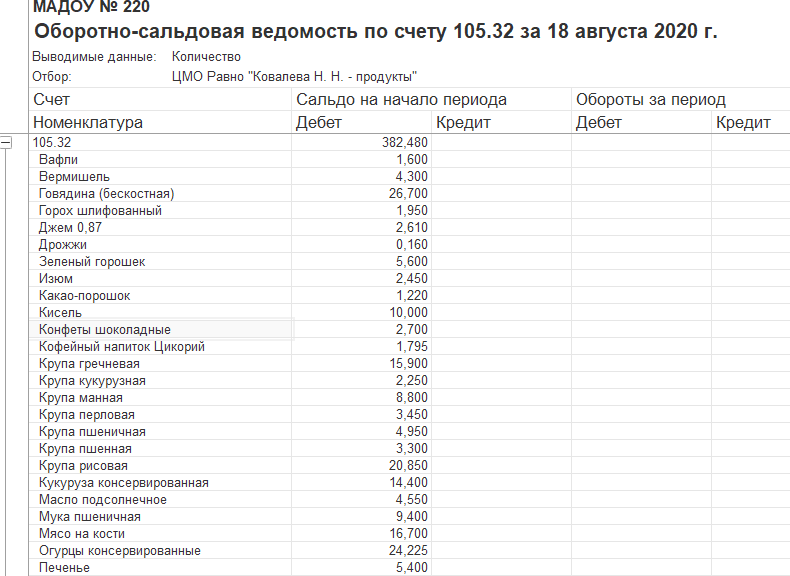 МАДОУ № 220
Оборотно-сальдовая ведомость по счету 105.32 за 18 августа 2020 г.
Выводимые данные: Количество
Отбор: ЦМО Равно "Ковалева Н. Н. - продукты"
Счет Сальдо на начало периода Обороты за период
Номенклатура Дебет Кредит Дебет Кредит
105.32 382,480
Вафли 1,600
Вермишель 4,300
Говядина (бескостная) 26,700
Горох шлифованный 1,950
Джем 0,87 2,610
Дрожжи 0,160
Зеленый горошек 5,600
Изюм 2,450
Какао-порошок 1,220
Кисель 10,000
Конфеты шоколадные 2,700
Кофейный напиток Цикорий 1,795
Крупа гречневая 15,900
Крупа кукурузная 2,250
Крупа манная 8,800
Крупа перловая 3,450
Крупа пшеничная 4,950
Крупа пшенная 3,300
Крупа рисовая 20,850
Кукуруза консервированная 14,400
Масло подсолнечное 4,550
Мука пшеничная 9,400
Мясо на кости 16,700
Огурцы консервированные 24,225
Печенье 5,400